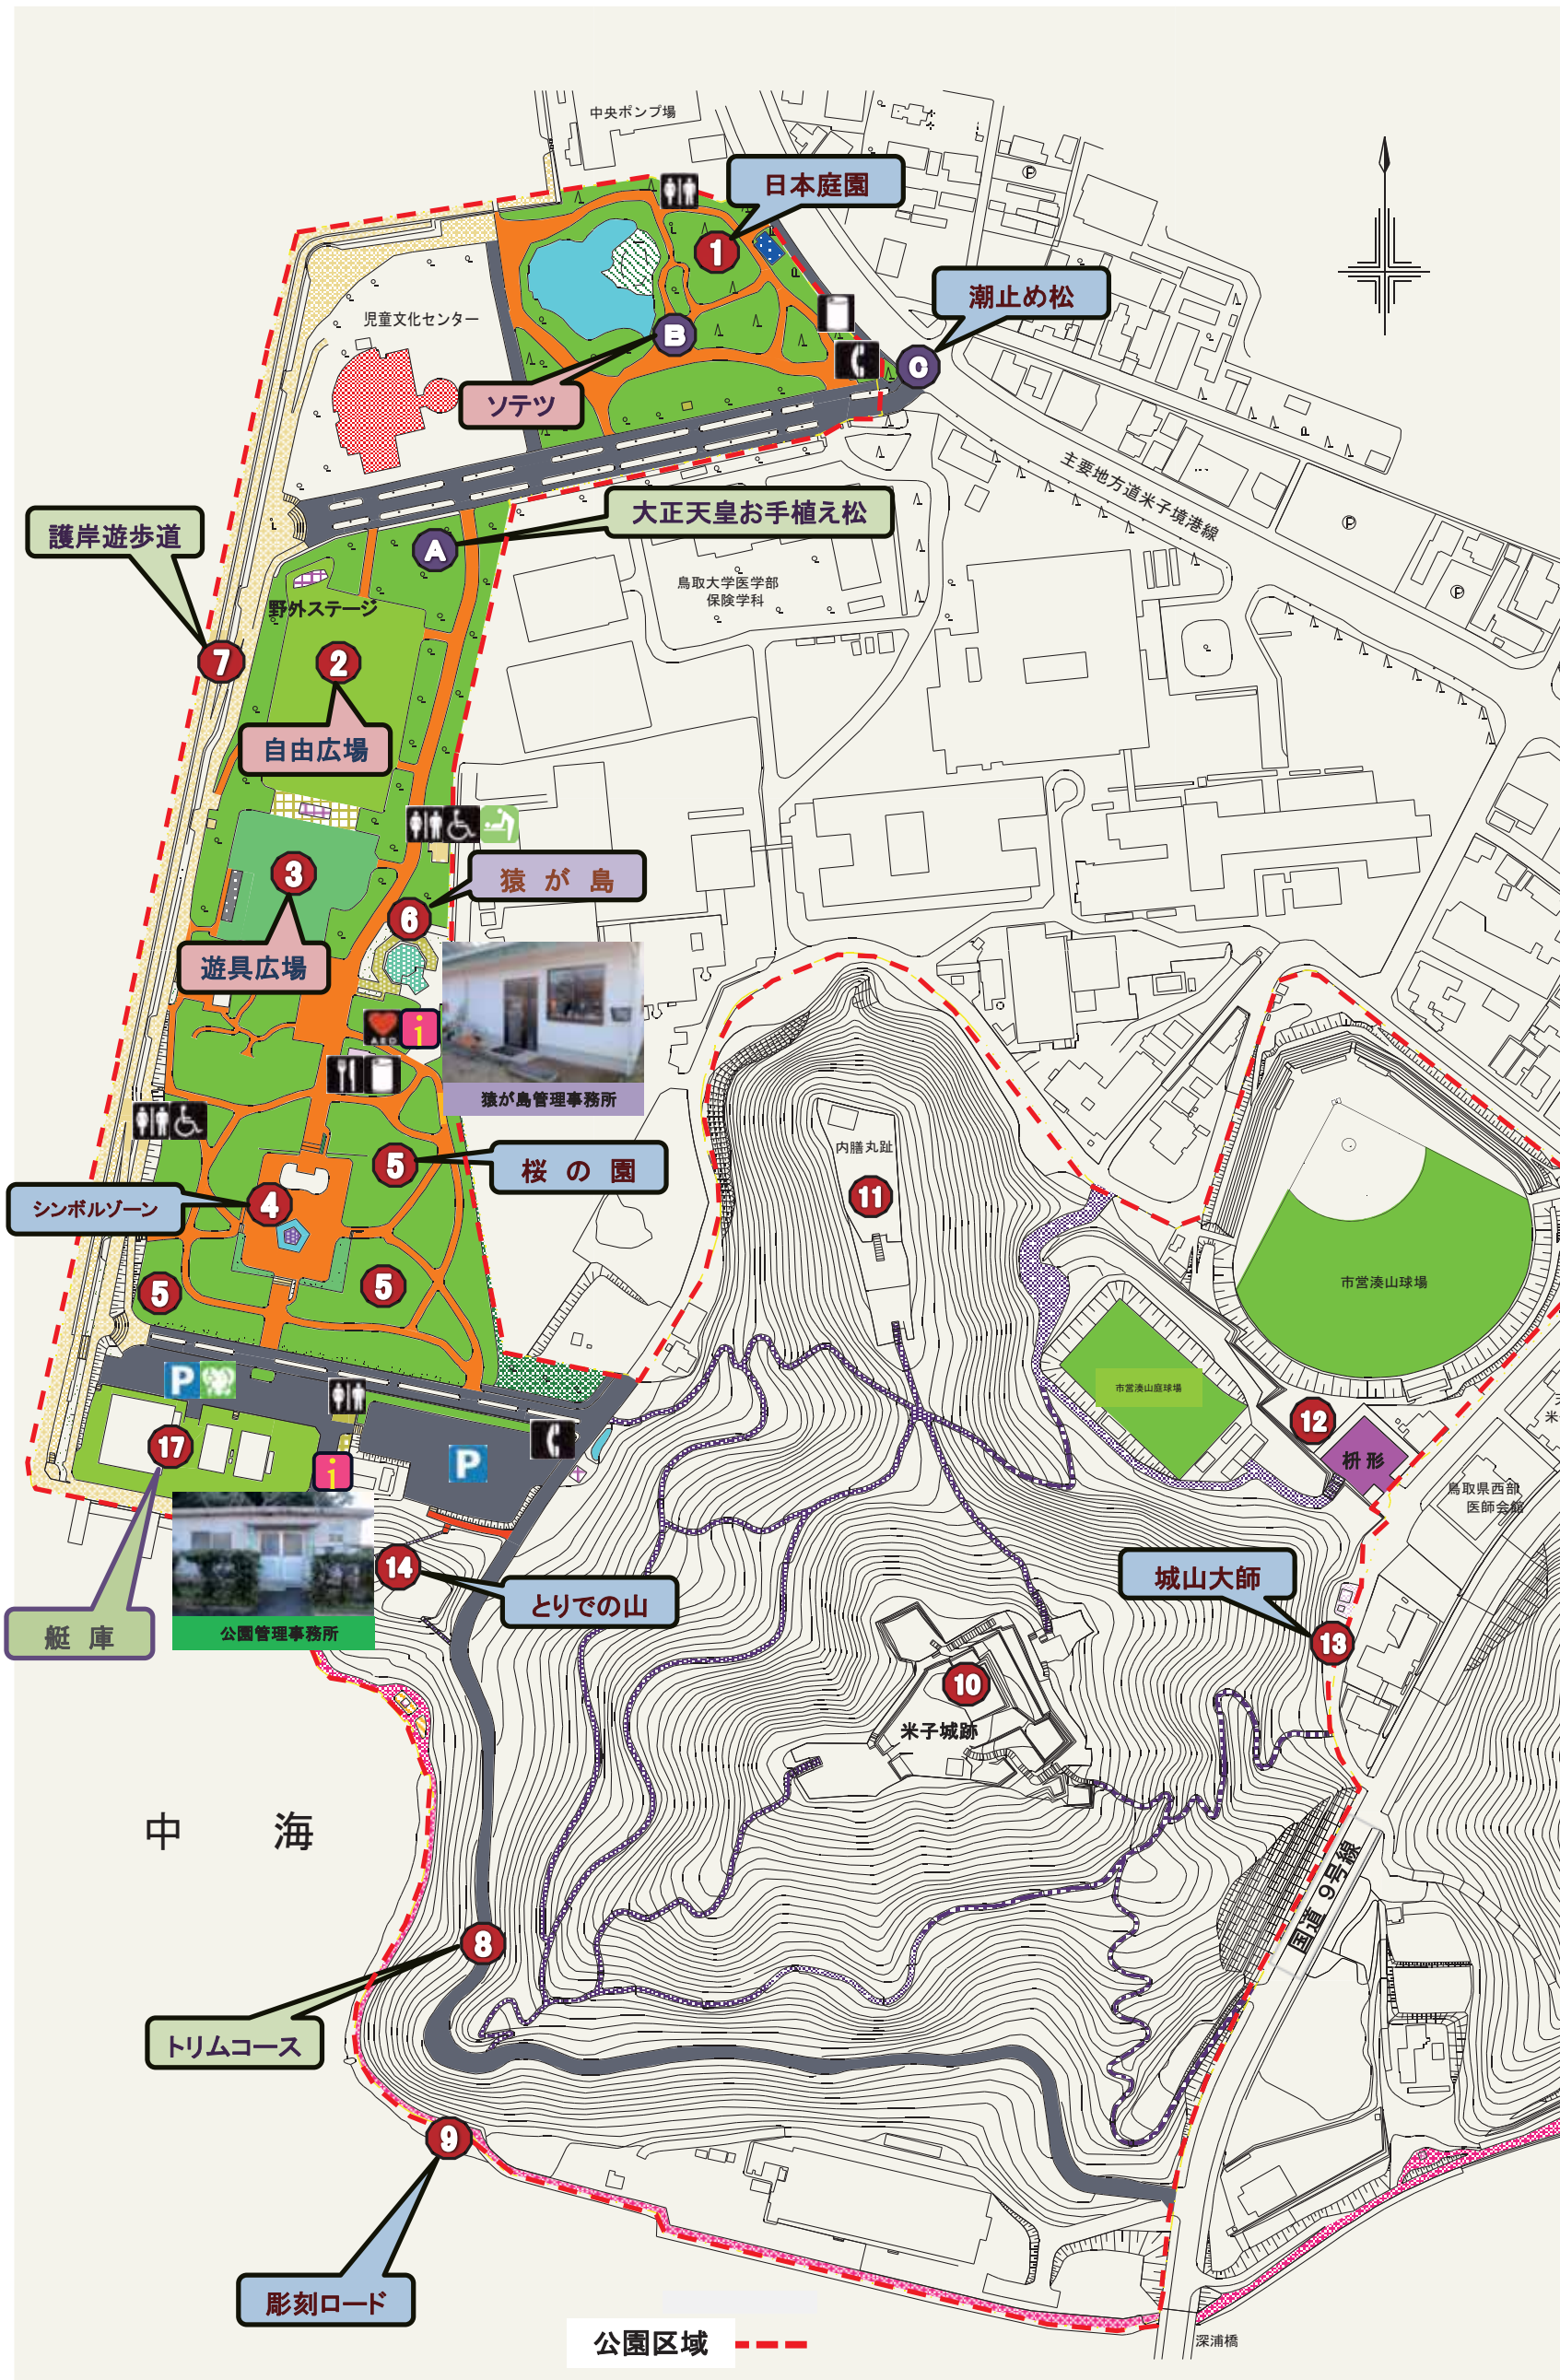 中央ポンプ場
日本庭園
1
潮止め松
児童文化センター
B
C
ソテツ
主要地方道米子境港線
大正天皇お手植え松
護岸遊歩道
A
鳥取大学医学部
保険学科
野外ステージ
7
2
自由広場
3
猿が島
6
遊具広場
AED
i
猿が島管理事務所
内膳丸趾
5
桜の園
11
シンボルゾーン
4
5
5
市営湊山球場
P
市営湊山庭球場
12
枡形
17
P
i
鳥取県西部
医師会館
14
とりでの山
城山大師
艇庫
公園管理事務所
13
10
米子城跡
中海
国道9号線
8
トリムコース
9
彫刻ロード
公園区域
深浦橋
P
P
P